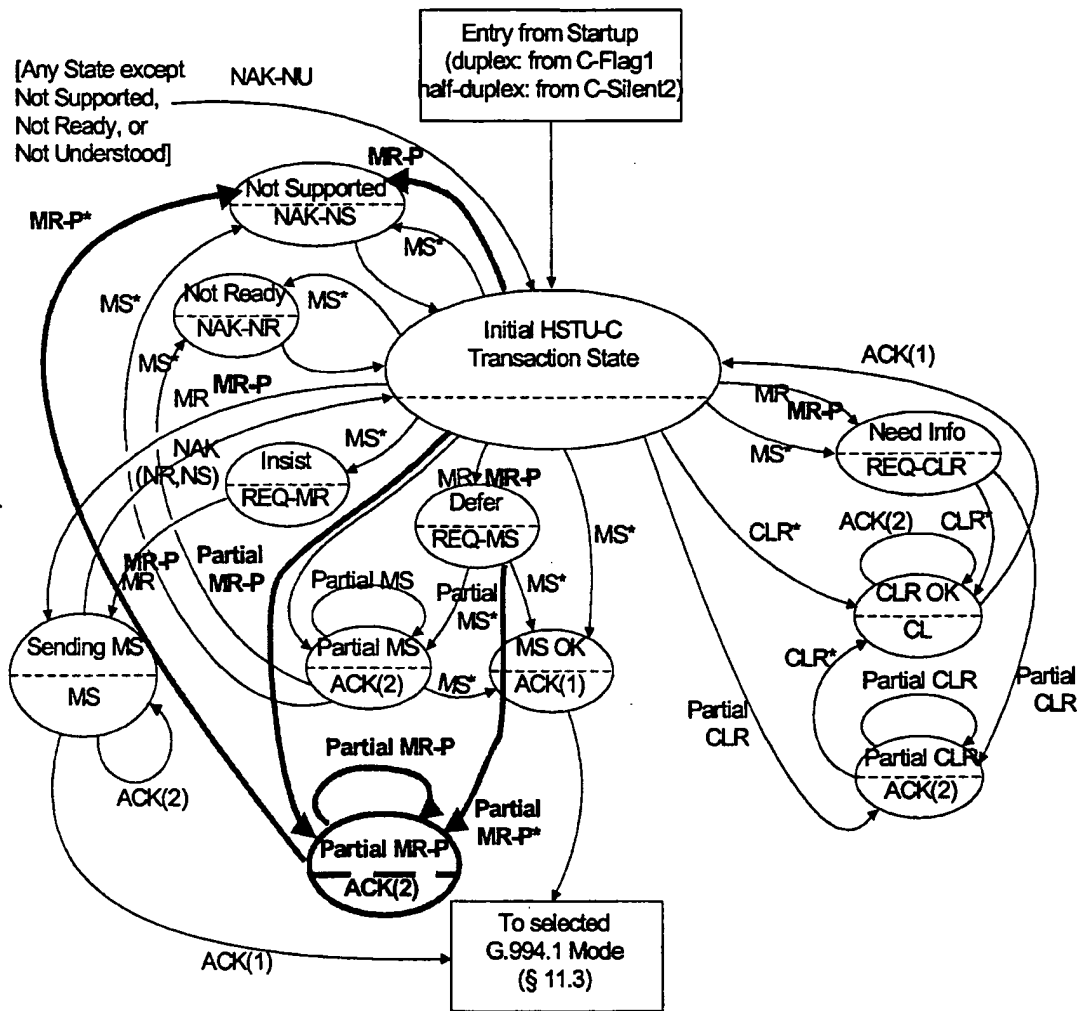 Entry from Startup
(duplex: from C-Flag1
half-duplex: from C-Silent2)
[Any State except
Not Supported,
Not Ready, or
Not Understood]
NAK-NU
MR-P
Not Supported
NAK-NS
MR-P*
MS*
MS*
Not Ready
NAK-NR
MS*
MS*
Initial HSTU-C
Transaction State
ACK(1)
MR
MR-P
MR
MR-P
Need Info
REQ-CLR
MS*
NAK
(NR,NS)
Insist
REQ-MR
MS*
MR
MR-P
Defer
REQ-MS
MS*
CLR*
ACK(2)
CLR*
MR-P
MR
Partial
MR-P
Partial MS
Partial
MS*
MS*
CLR OK
CL
Sending MS
MS
Partial MS
ACK(2)
MS*
MS OK
ACK(1)
CLR*
Partial CLR
Partial
CLR
Partial
CLR
Partial CLR
ACK(2)
ACK(2)
Partial MR-P
Partial
MR-P*
Partial MR-P
ACK(2)
ACK(1)
To selected
G.994.1 Mode
(§ 11.3)